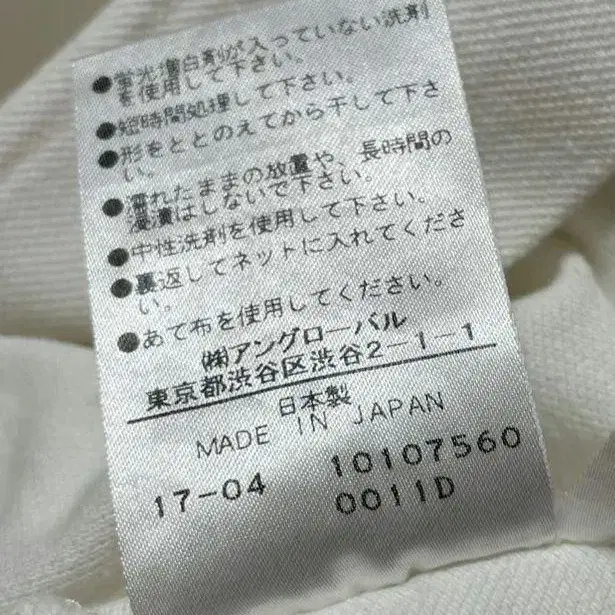 ●蛍光増白剤が入っていない洗剤
を使用して下さい。
●短時間処理して下さい。
●形をととのえてから干して下さ
い。
●濡れたままの放置や、長時間の
浸漬はしないで下さい。
●中性洗剤を使用して下さい。
●裏返してネットに入れてくださ
い。
●あて布を使用してください。
㈱アングローバル
東京都渋谷区渋谷2-1-1
日本製
MADE IN JAPAN
17-04 10107560
0011D